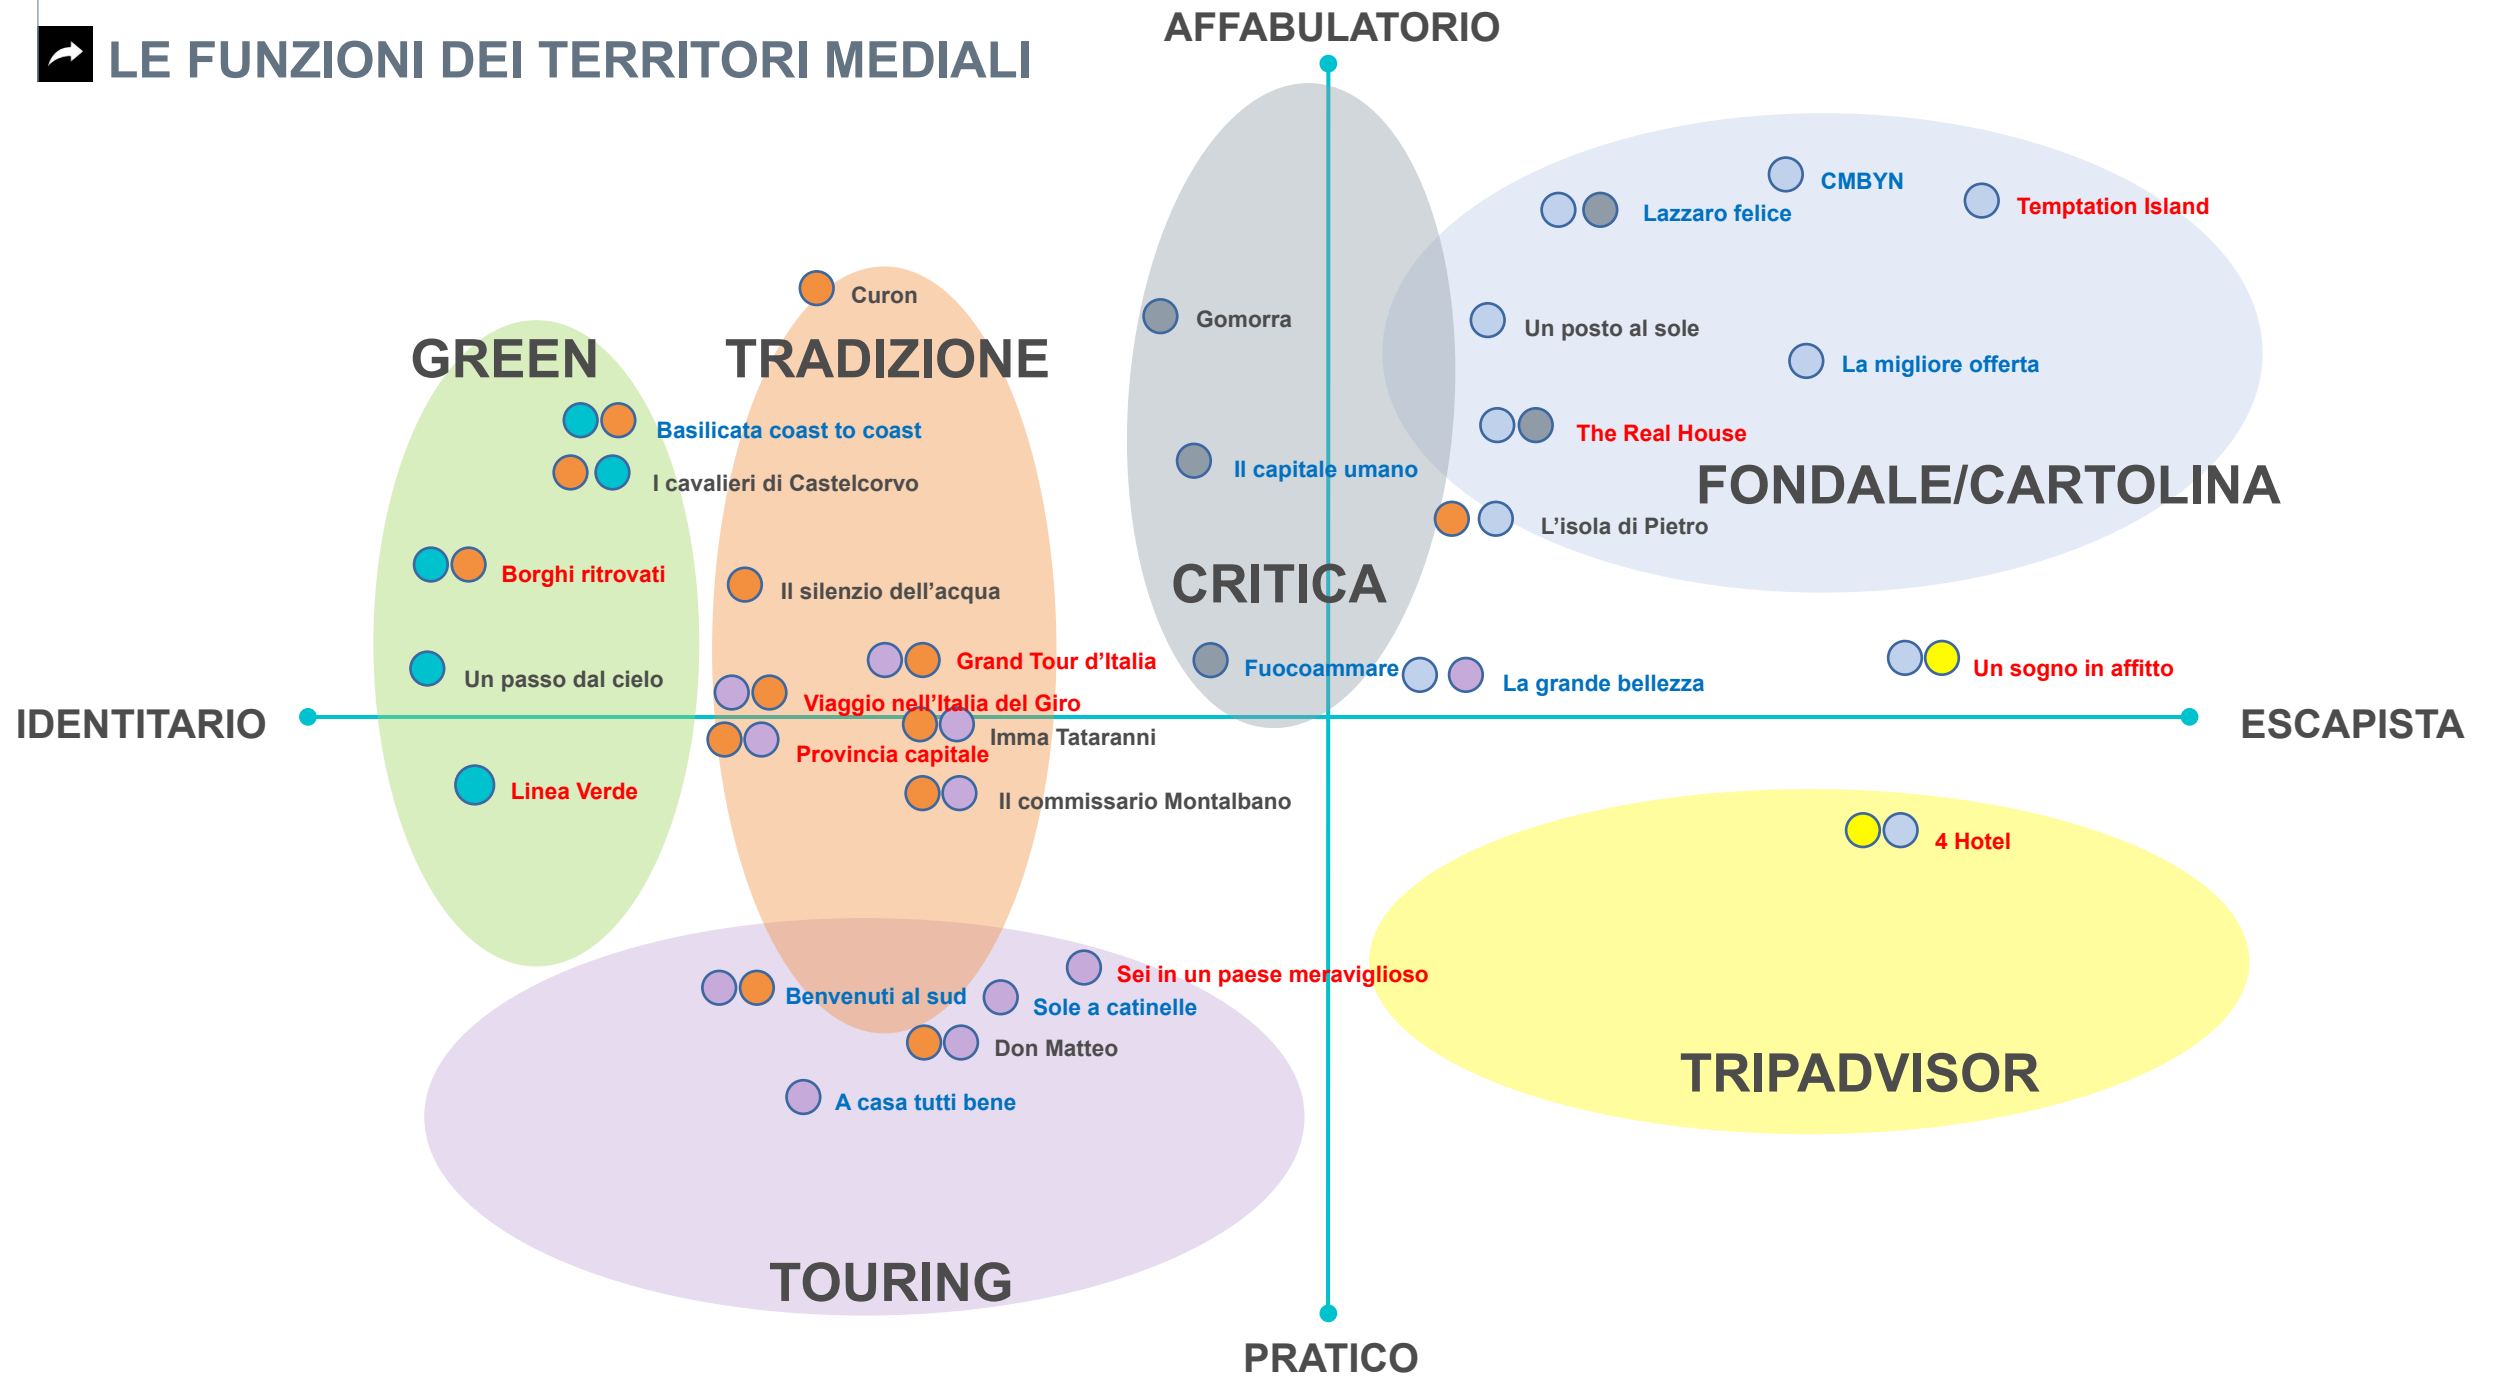 AFFABULATORIO
LE FUNZIONI DEI TERRITORI MEDIALI
CMBYN
Temptation Island
Lazzaro felice
Curon
Gomorra
Un posto al sole
GREEN
TRADIZIONE
La migliore offerta
Basilicata coast to coast
The Real House
Il capitale umano
I cavalieri di Castelcorvo
FONDALE/CARTOLINA
L’isola di Pietro
Borghi ritrovati
CRITICA
Il silenzio dell’acqua
Grand Tour d’Italia
Fuocoammare
Un sogno in affitto
Un passo dal cielo
La grande bellezza
Viaggio nell’Italia del Giro
IDENTITARIO
ESCAPISTA
Imma Tataranni
Provincia capitale
Linea Verde
Il commissario Montalbano
4 Hotel
Sei in un paese meraviglioso
Benvenuti al sud
Sole a catinelle
Don Matteo
TRIPADVISOR
A casa tutti bene
TOURING
PRATICO